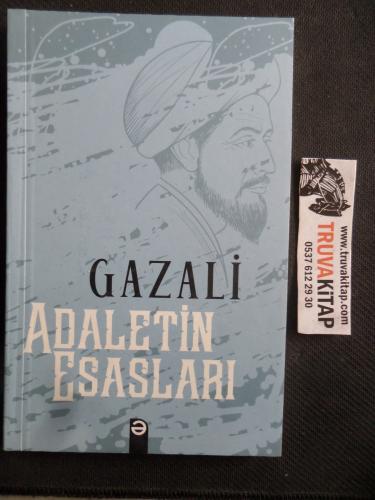 GAZALİ
ADALETİN
ESASLARI
e
www.truvakitap.com
TRUVAKİTAP
0537 612 29 30